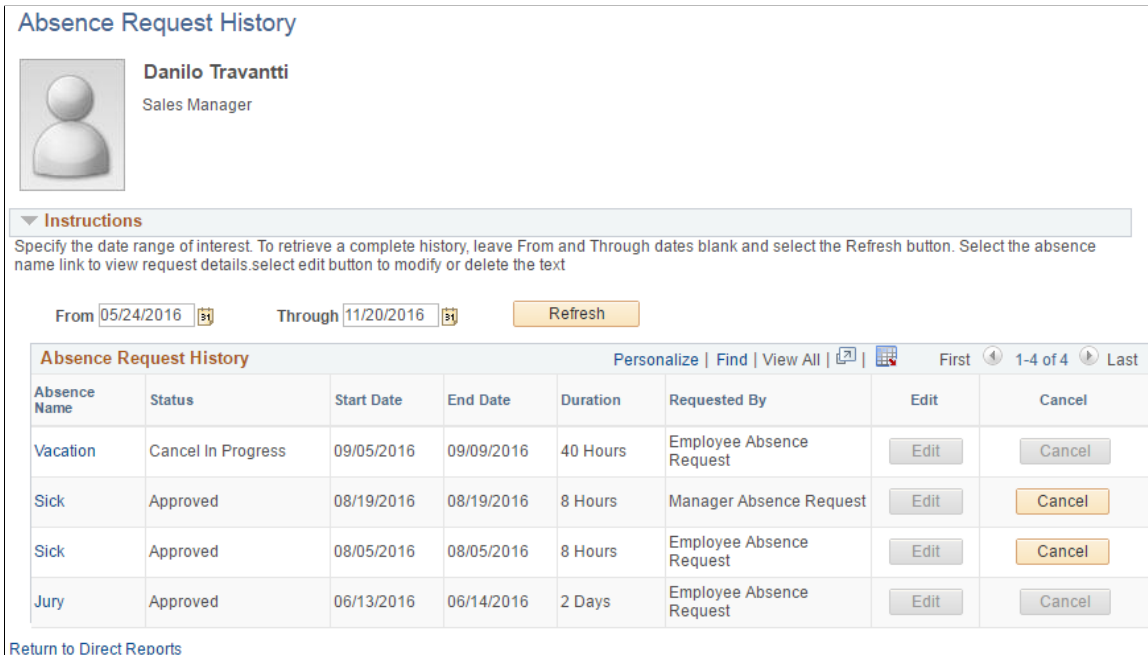 Absence Request History
Danilo Travantti
Sales Manager
Instructions
Specify the date range of interest. To retrieve a complete history, leave From and Through dates blank and select the Refresh button. Select the absence
name link to view request details.select edit button to modify or delete the text
From 05/24/2016 31 Through 11/20/2016 31 Refresh
Absence Request History Personalize | Find | View All | | First 1-4 of 4 Last
Absence Name Status Start Date End Date Duration Requested By Edit Cancel
Vacation Cancel In Progress 09/05/2016 09/09/2016 40 Hours Employee Absence Request Edit Cancel
Sick Approved 08/19/2016 08/19/2016 8 Hours Manager Absence Request Edit Cancel
Sick Approved 08/05/2016 08/05/2016 8 Hours Employee Absence Request Edit Cancel
Jury Approved 06/13/2016 06/14/2016 2 Days Employee Absence Request Edit Cancel
Return to Direct Reports